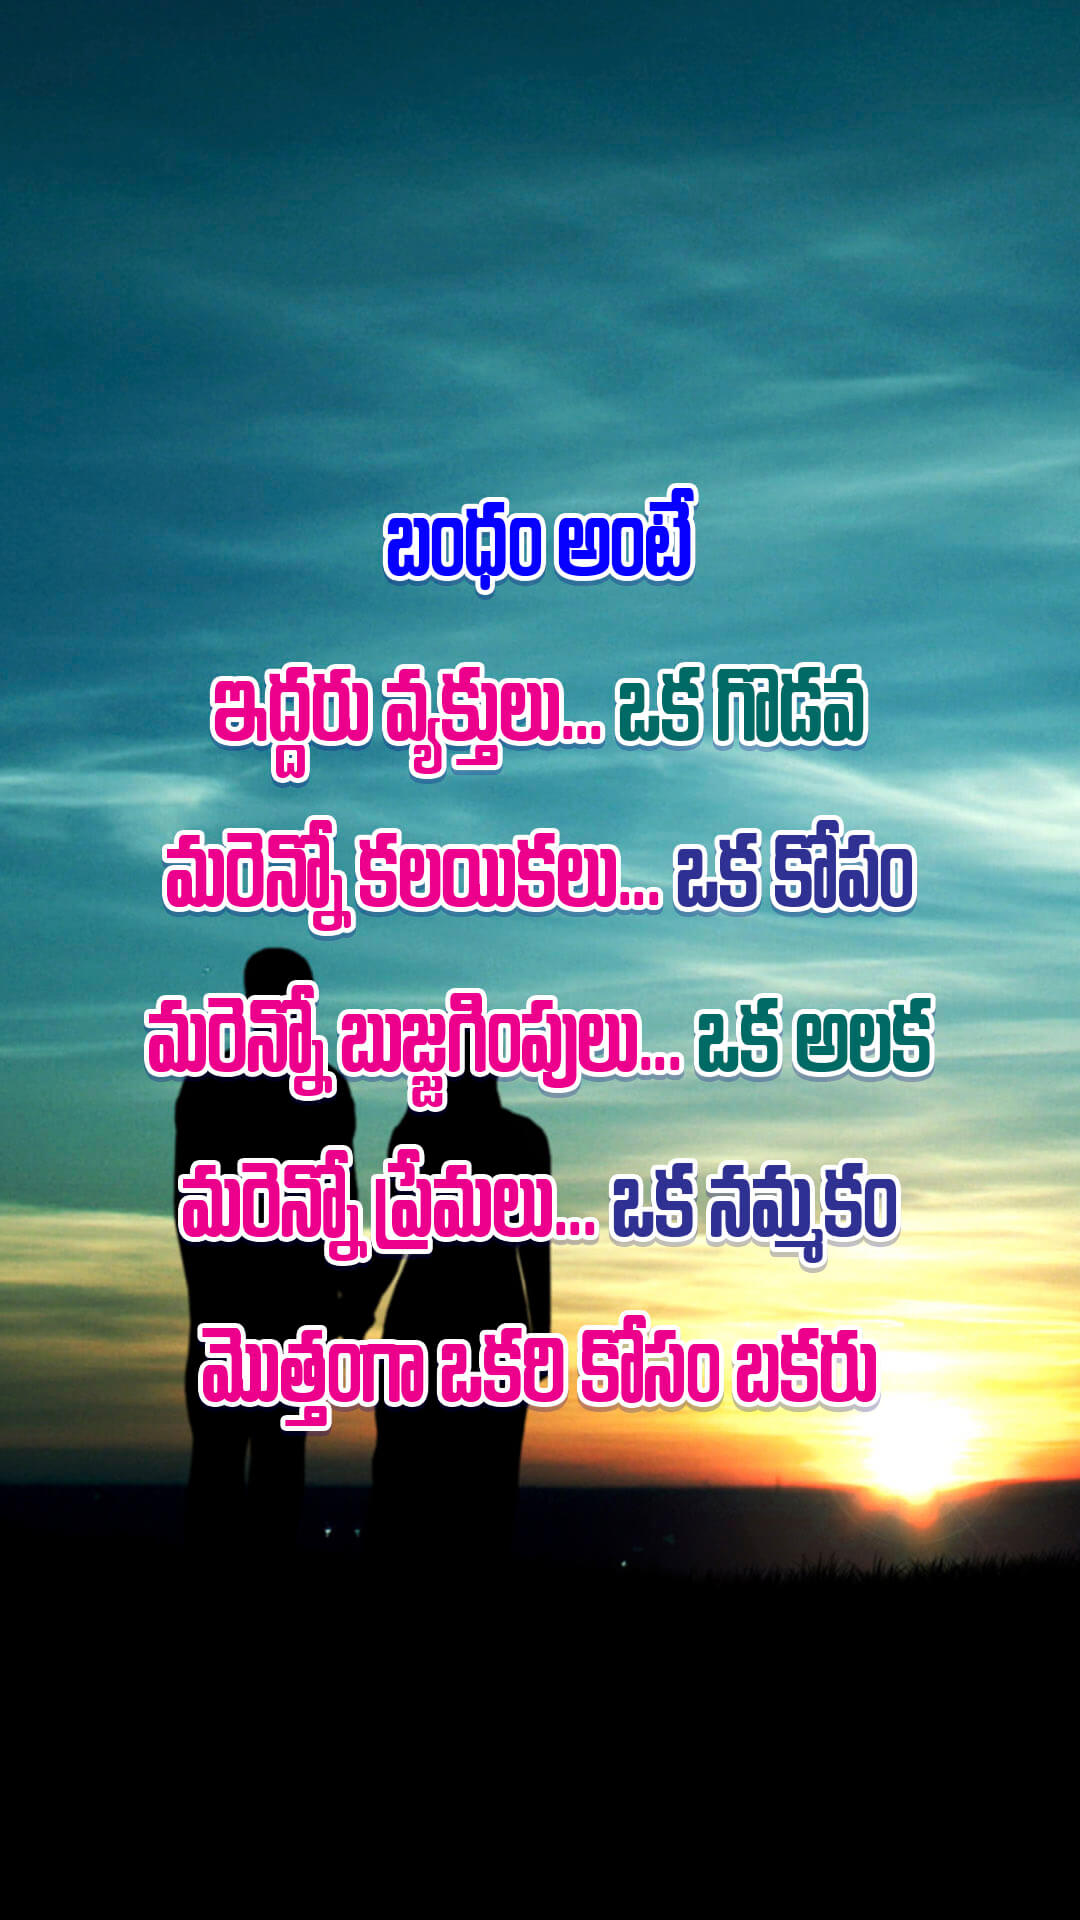 బంధం అంటే
ఇద్దరు వ్యక్తులు... ఒక గొడవ
మరెన్నో కలయికలు... ఒక కోపం
మరెన్నో బుజ్జగింపులు... ఒక అలక
మరెన్నో ప్రేమలు... ఒక నమ్మకం
మొత్తంగా ఒకరి కోసం బకరు